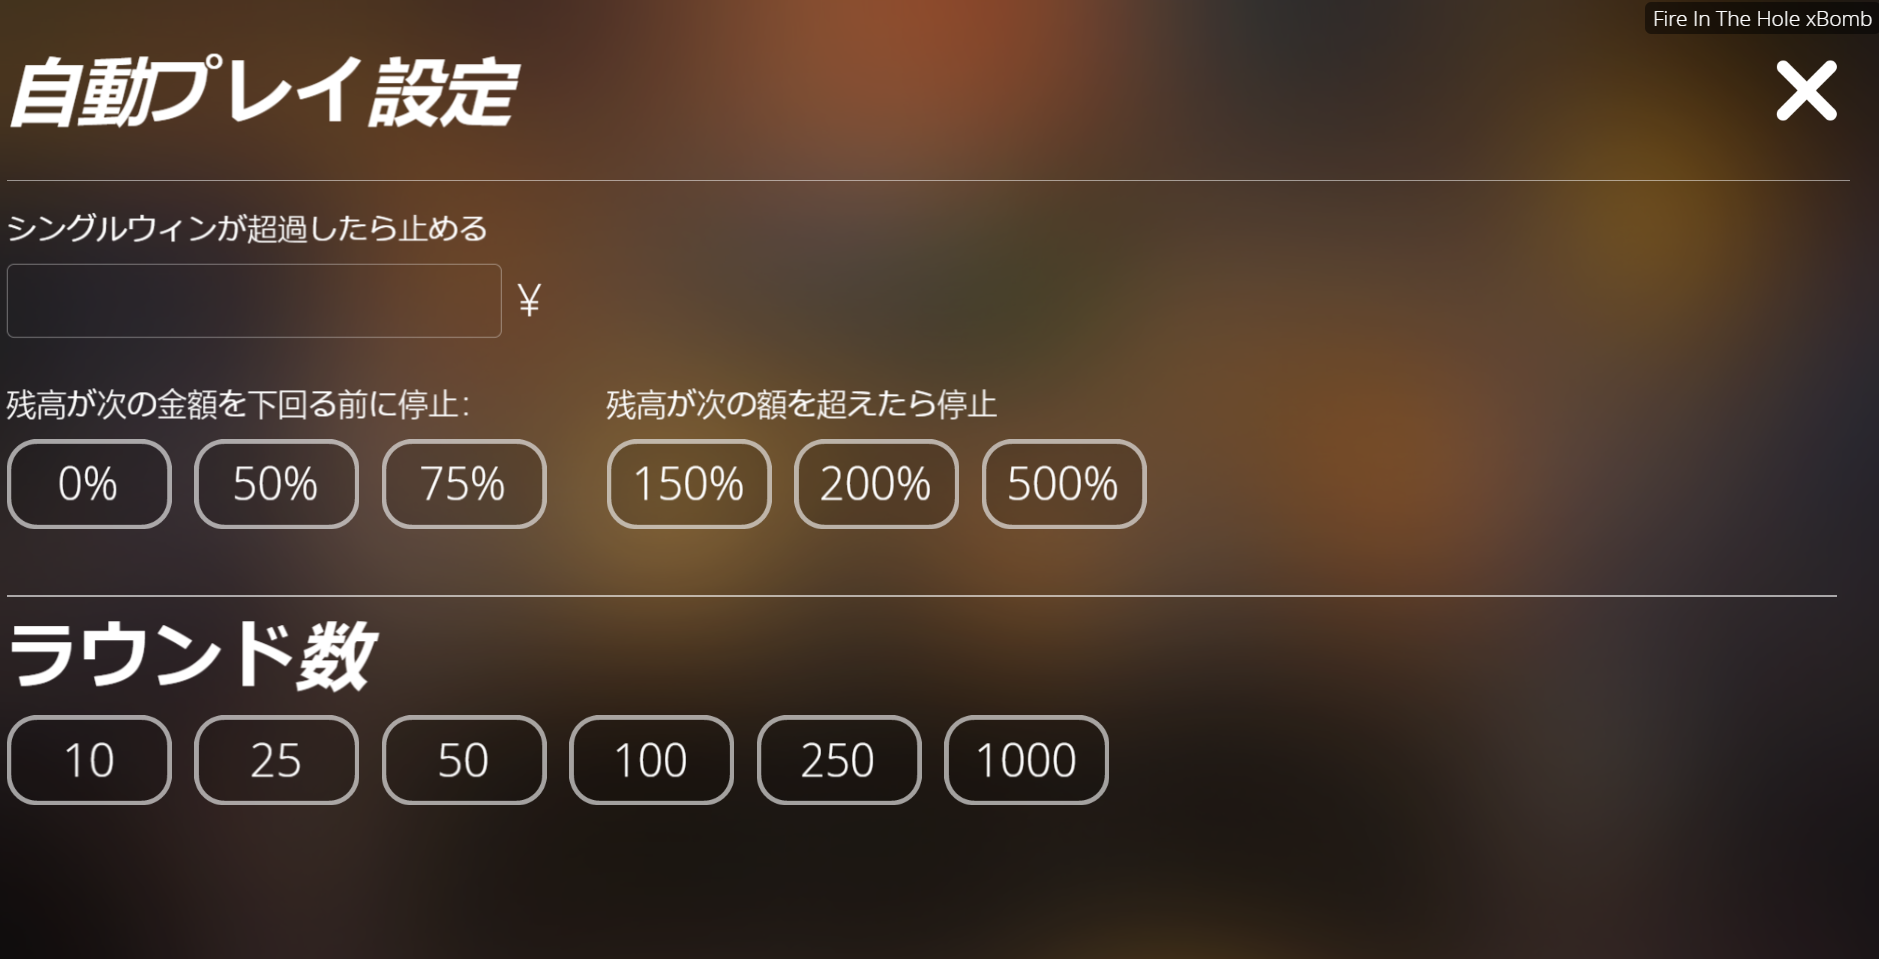 Fire In The Hole xBomb
自動プレイ設定
シングルウィンが超過したら止める
¥
残高が次の金額を下回る前に停止:
0% 50% 75%
残高が次の額を超えたら停止
150% 200% 500%
ラウンド数
10 25 50 100 250 1000